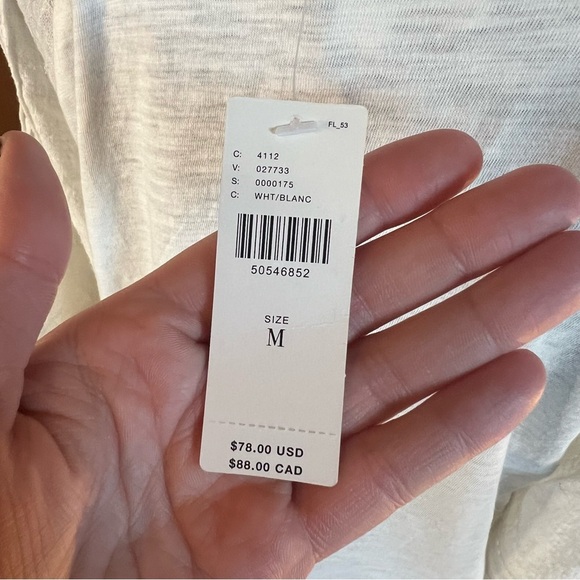 FL_53
C: 4112
V: 027733
S: 0000175
C: WHT/BLANC
50546852
SIZE
M
$78.00 USD
$88.00 CAD